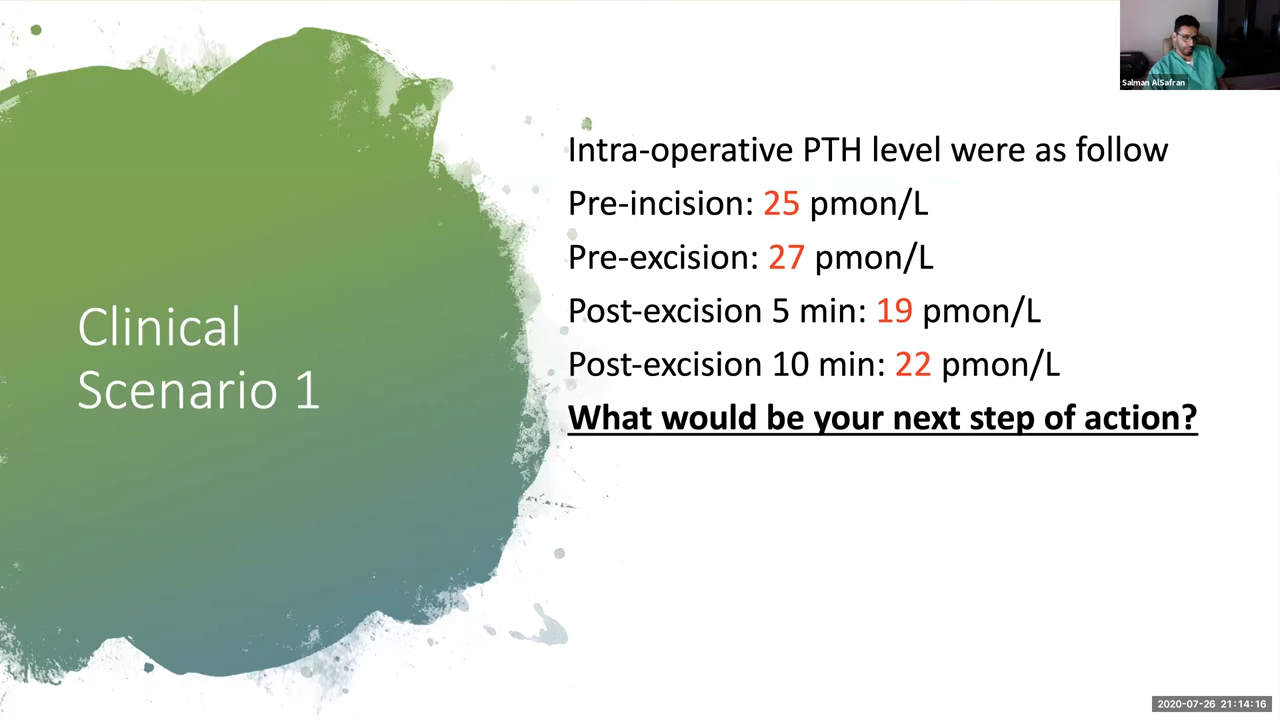 Salman AlSafran
Clinical
Scenario 1
Intra-operative PTH level were as follow
Pre-incision: 25 pmon/L
Pre-excision: 27 pmon/L
Post-excision 5 min: 19 pmon/L
Post-excision 10 min: 22 pmon/L
What would be your next step of action?
2020-07-26 21:14:16